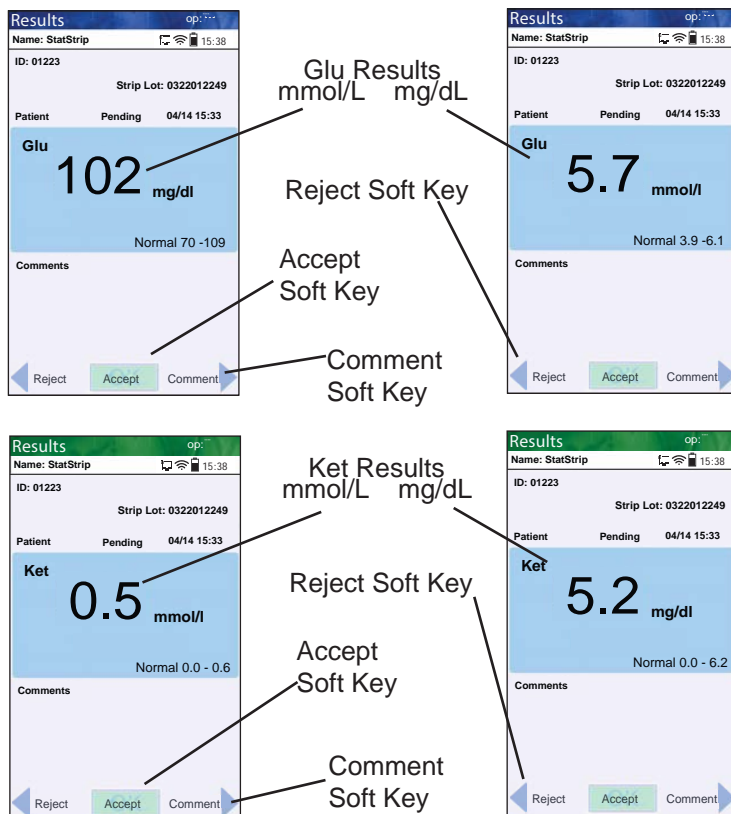 Results op:
Name: StatStrip 15:38
ID: 01223
Strip Lot: 0322012249
Patient Pending 04/14 15:33
Glu
102 mg/dl
Normal 70 -109
Comments
Reject Accept Comment
Glu Results
mmol/L mg/dL
Reject Soft Key
Accept
Soft Key
Comment
Soft Key
Results op:
Name: StatStrip 15:38
ID: 01223
Strip Lot: 0322012249
Patient Pending 04/14 15:33
Glu
5.7 mmol/l
Normal 3.9 -6.1
Comments
Reject Accept Comment
Results op:
Name: StatStrip 15:38
ID: 01223
Strip Lot: 0322012249
Patient Pending 04/14 15:33
Ket
0.5 mmol/l
Normal 0.0 - 0.6
Comments
Reject Accept Comment
Ket Results
mmol/L mg/dL
Reject Soft Key
Accept
Soft Key
Comment
Soft Key
Results op:
Name: StatStrip 15:38
ID: 01223
Strip Lot: 0322012249
Patient Pending 04/14 15:33
Ket
5.2 mg/dl
Normal 0.0 - 6.2
Comments
Reject Accept Comment